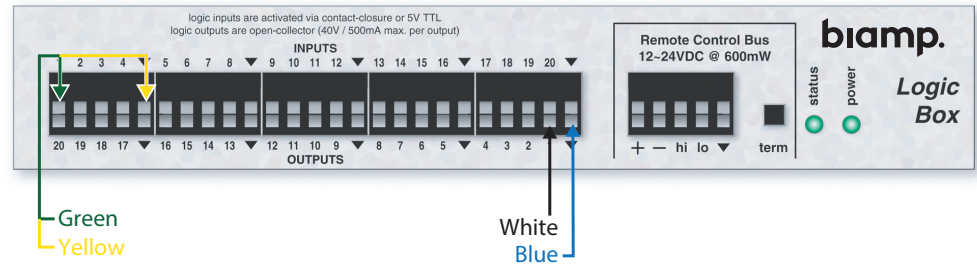 logic inputs are activated via contact-closure or 5V TTL
logic outputs are open-collector (40V / 500mA max. per output)
INPUTS
2 3 4 5 6 7 8 ▼ 9 10 11 12 ▼ 13 14 15 16 ▼ 17 18 19 20 ▼
20 19 18 17 ▼ 16 15 14 13 ▼ 12 11 10 9 ▼ 8 7 6 5 ▼ 4 3 2 ▼
OUTPUTS
Remote Control Bus
12~24VDC @ 600mW
+ — hi lo ▼ term
status
power
bıamp.
Logic
Box
Green
Yellow
White
Blue